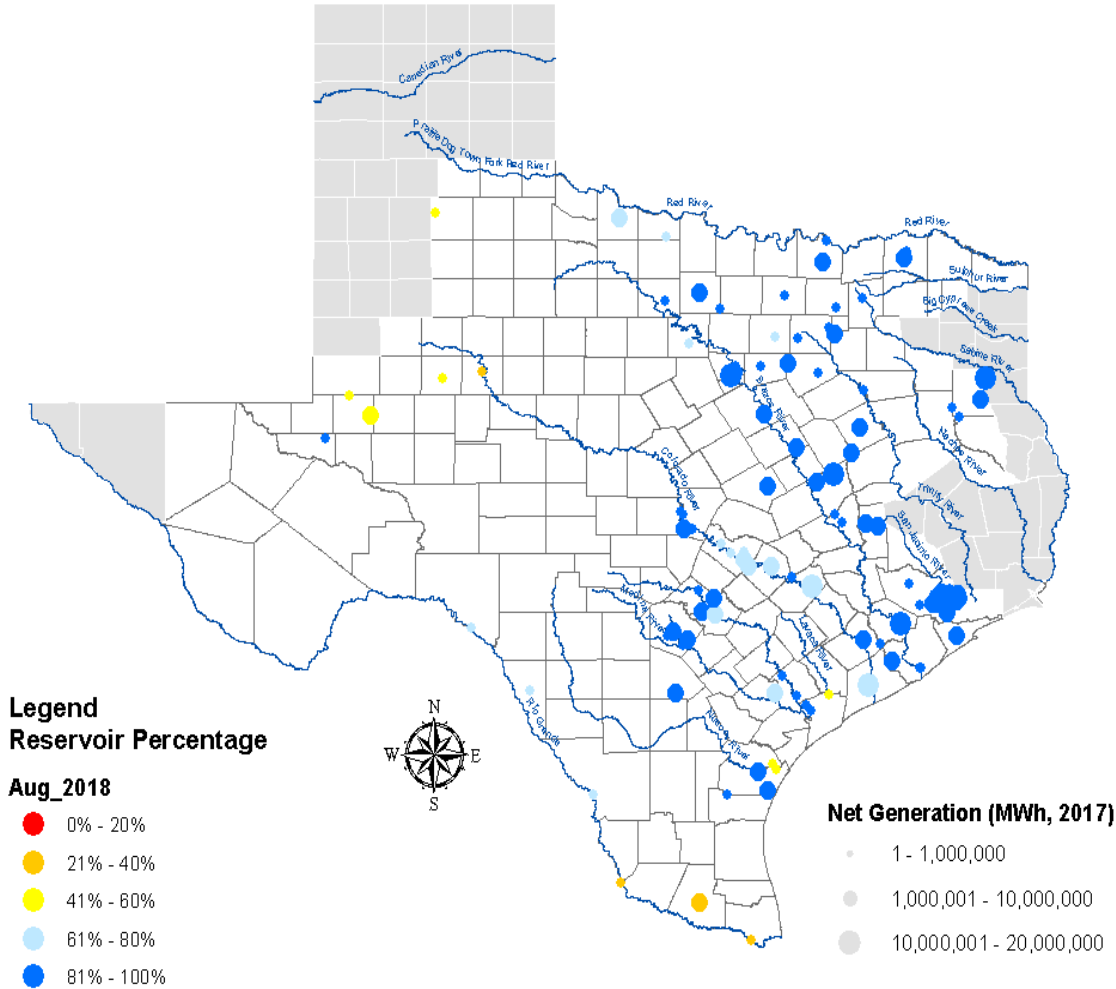 Canadian River
Prairie Dog Town Fork Red River
Red River
Red River
Sulphur River
Big Cypress Creek
Sabine River
Neches River
Trinity River
San Jacinto River
Brazos River
Colorado River
Lavaca River
Medina River
Nueces River
Rio Grande
N
W
E
S
Legend
Reservoir Percentage
Aug_2018
0% - 20%
21% - 40%
41% - 60%
61% - 80%
81% - 100%
Net Generation (MWh, 2017)
1 - 1,000,000
1,000,001 - 10,000,000
10,000,001 - 20,000,000